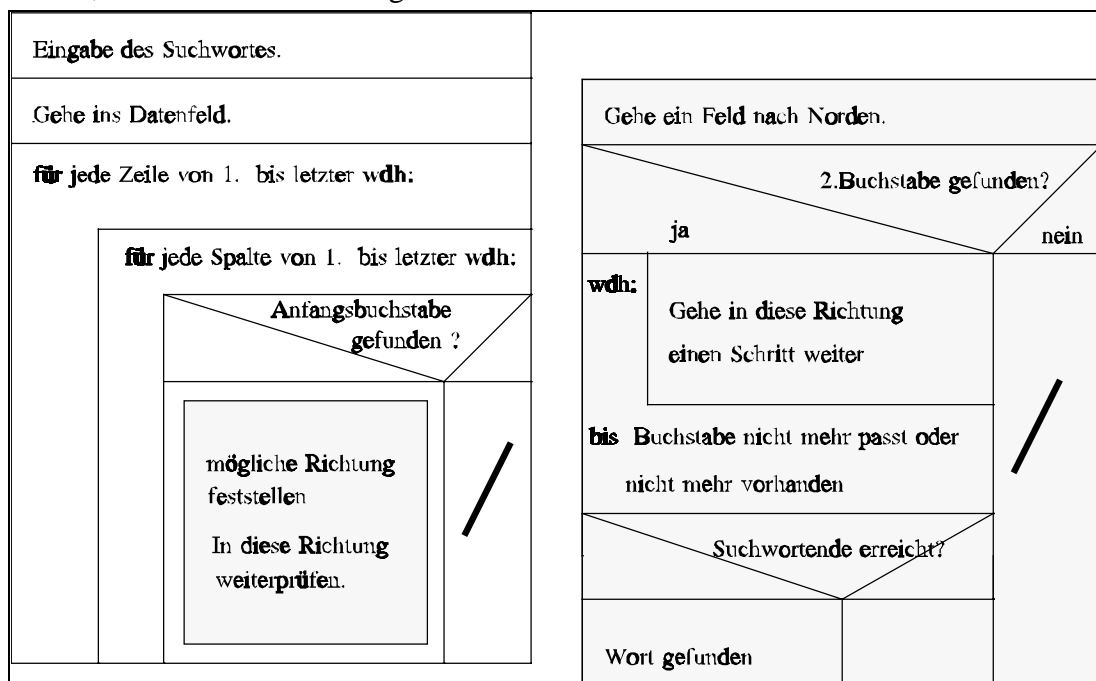 Eingabe des Suchwortes.
Gehe ins Datenfeld.
für jede Zeile von 1. bis letzter wdh:
für jede Spalte von 1. bis letzter wdh:
Anfangsbuchstabe
gefunden ?
mögliche Richtung
feststellen
In diese Richtung
weiterprüfen.
Gehe ein Feld nach Norden.
2.Buchstabe gefunden?
ja
nein
wdh:
Gehe in diese Richtung
einen Schritt weiter
bis Buchstabe nicht mehr passt oder
nicht mehr vorhanden
Suchwortende erreicht?
Wort gefunden